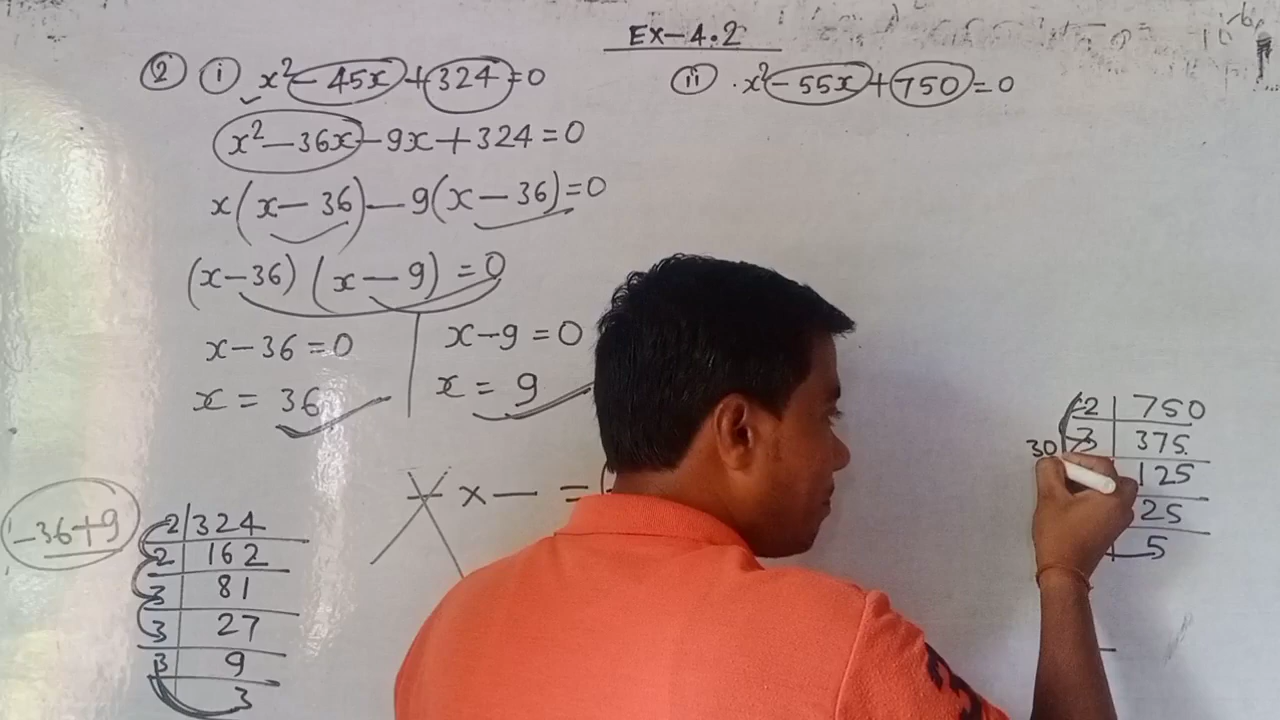 Ex-4.2
② ⓘ x² - 45x + 324 = 0
x² - 36x - 9x + 324 = 0
x(x - 36) - 9(x - 36) = 0
(x - 36) (x - 9) = 0
x - 36 = 0 | x - 9 = 0
x = 36 | x = 9
x - =
-36+9
2 | 324
2 | 162
3 | 81
3 | 27
3 | 9
3
ⓘⓘ x² - 55x + 750 = 0
2 | 750
30 3 | 375
125
25
5